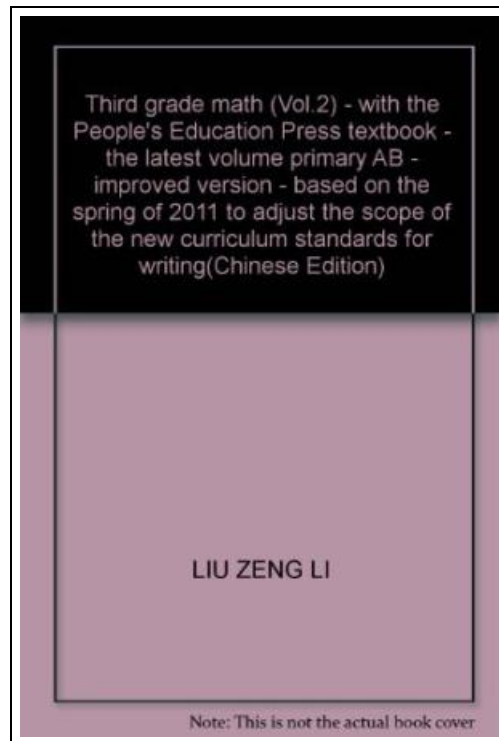 Third grade math (Vol.2) - with the
People's Education Press textbook -
the latest volume primary AB -
improved version - based on the
spring of 2011 to adjust the scope of
the new curriculum standards for
writing(Chinese Edition)
LIU ZENG LI
Note: This is not the actual book cover